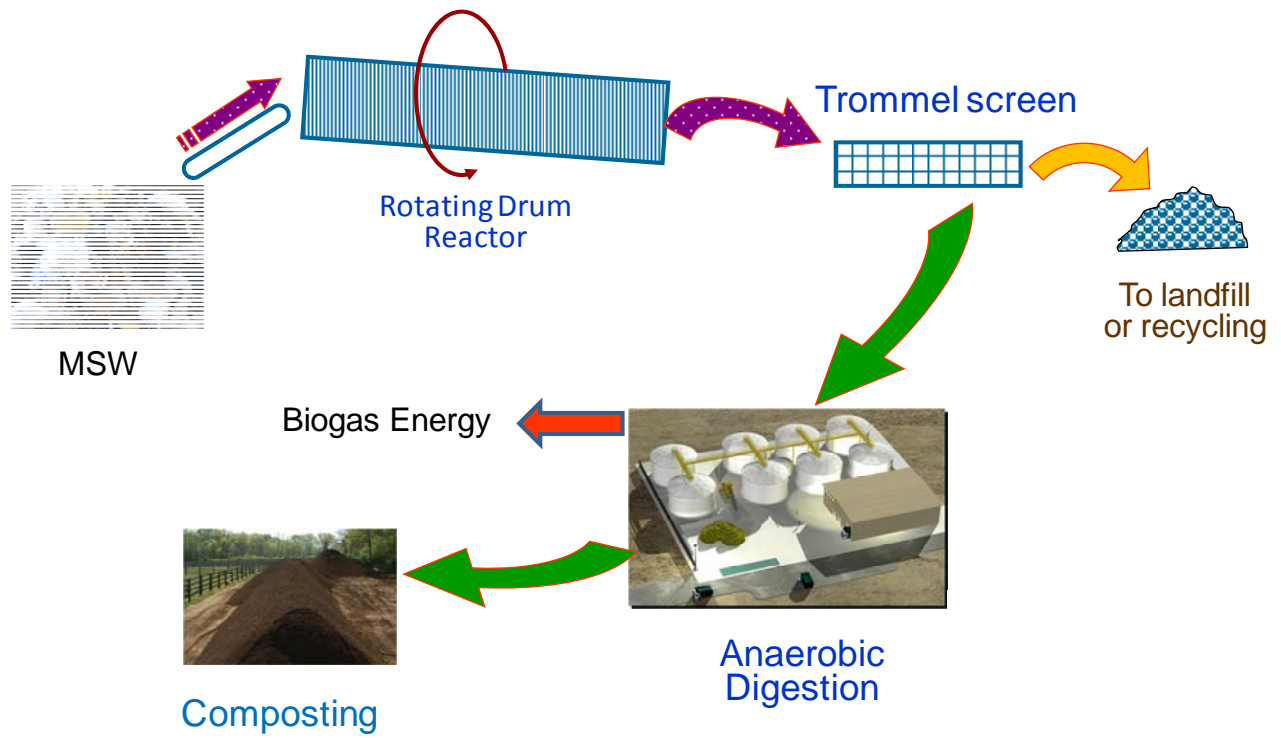 Trommel screen
Rotating Drum
Reactor
To landfill
or recycling
MSW
Biogas Energy
Anaerobic
Digestion
Composting